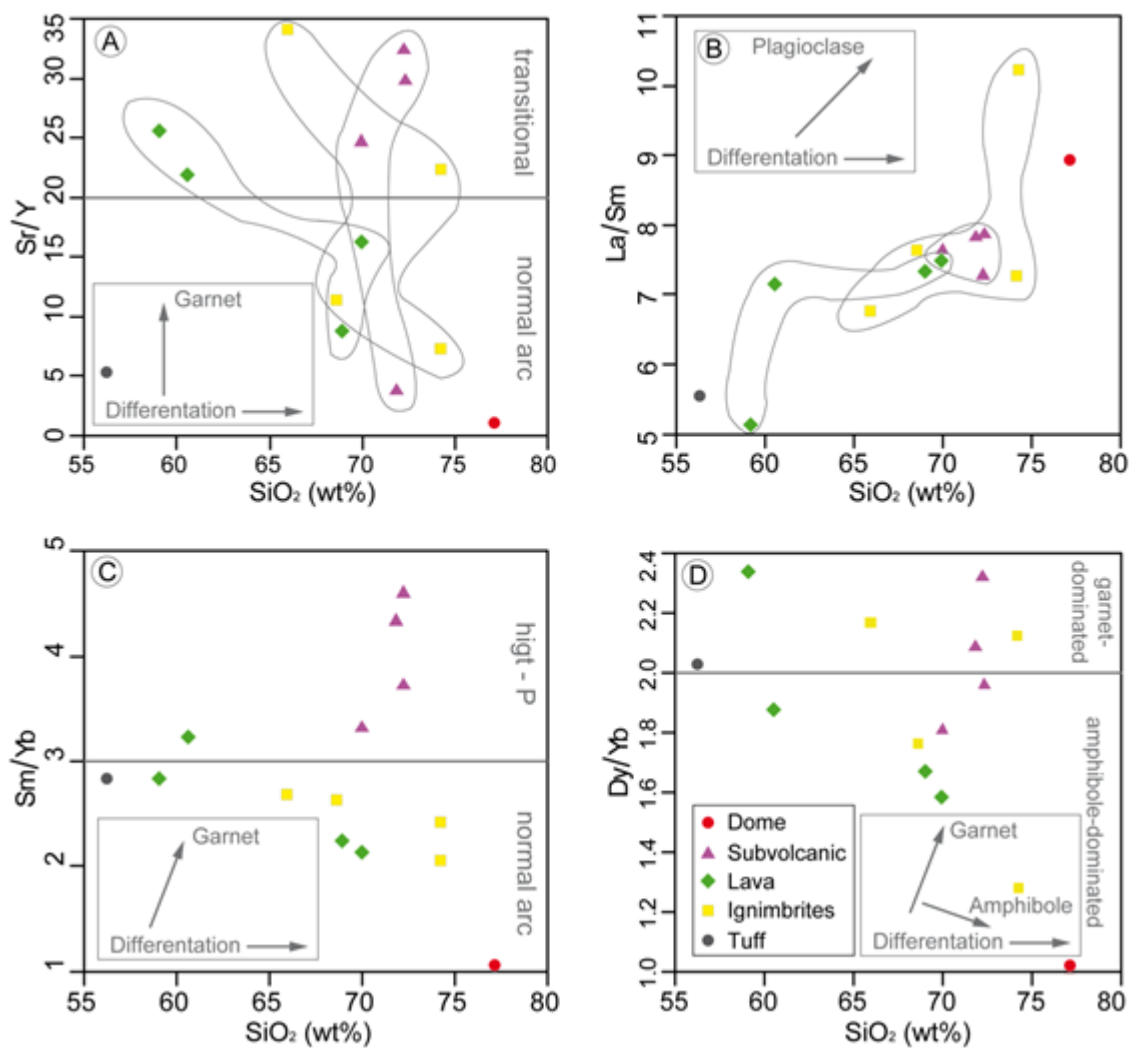 A
35
30
25
20
15
10
5
0
Sr/Y
transitional
normal arc
Garnet
Differentation
55 60 65 70 75 80
SiO₂ (wt%)
B
11
10
9
8
7
6
5
La/Sm
Plagioclase
Differentation
55 60 65 70 75 80
SiO₂ (wt%)
C
5
4
3
2
1
Sm/Yb
higt - P
normal arc
Garnet
Differentation
55 60 65 70 75 80
SiO₂ (wt%)
D
2.4
2.2
2.0
1.8
1.6
1.4
1.2
1.0
Dy/Yb
garnet-
dominated
amphibole-dominated
Dome
Subvolcanic
Lava
Ignimbrites
Tuff
Garnet
Amphibole
Differentation
55 60 65 70 75 80
SiO₂ (wt%)